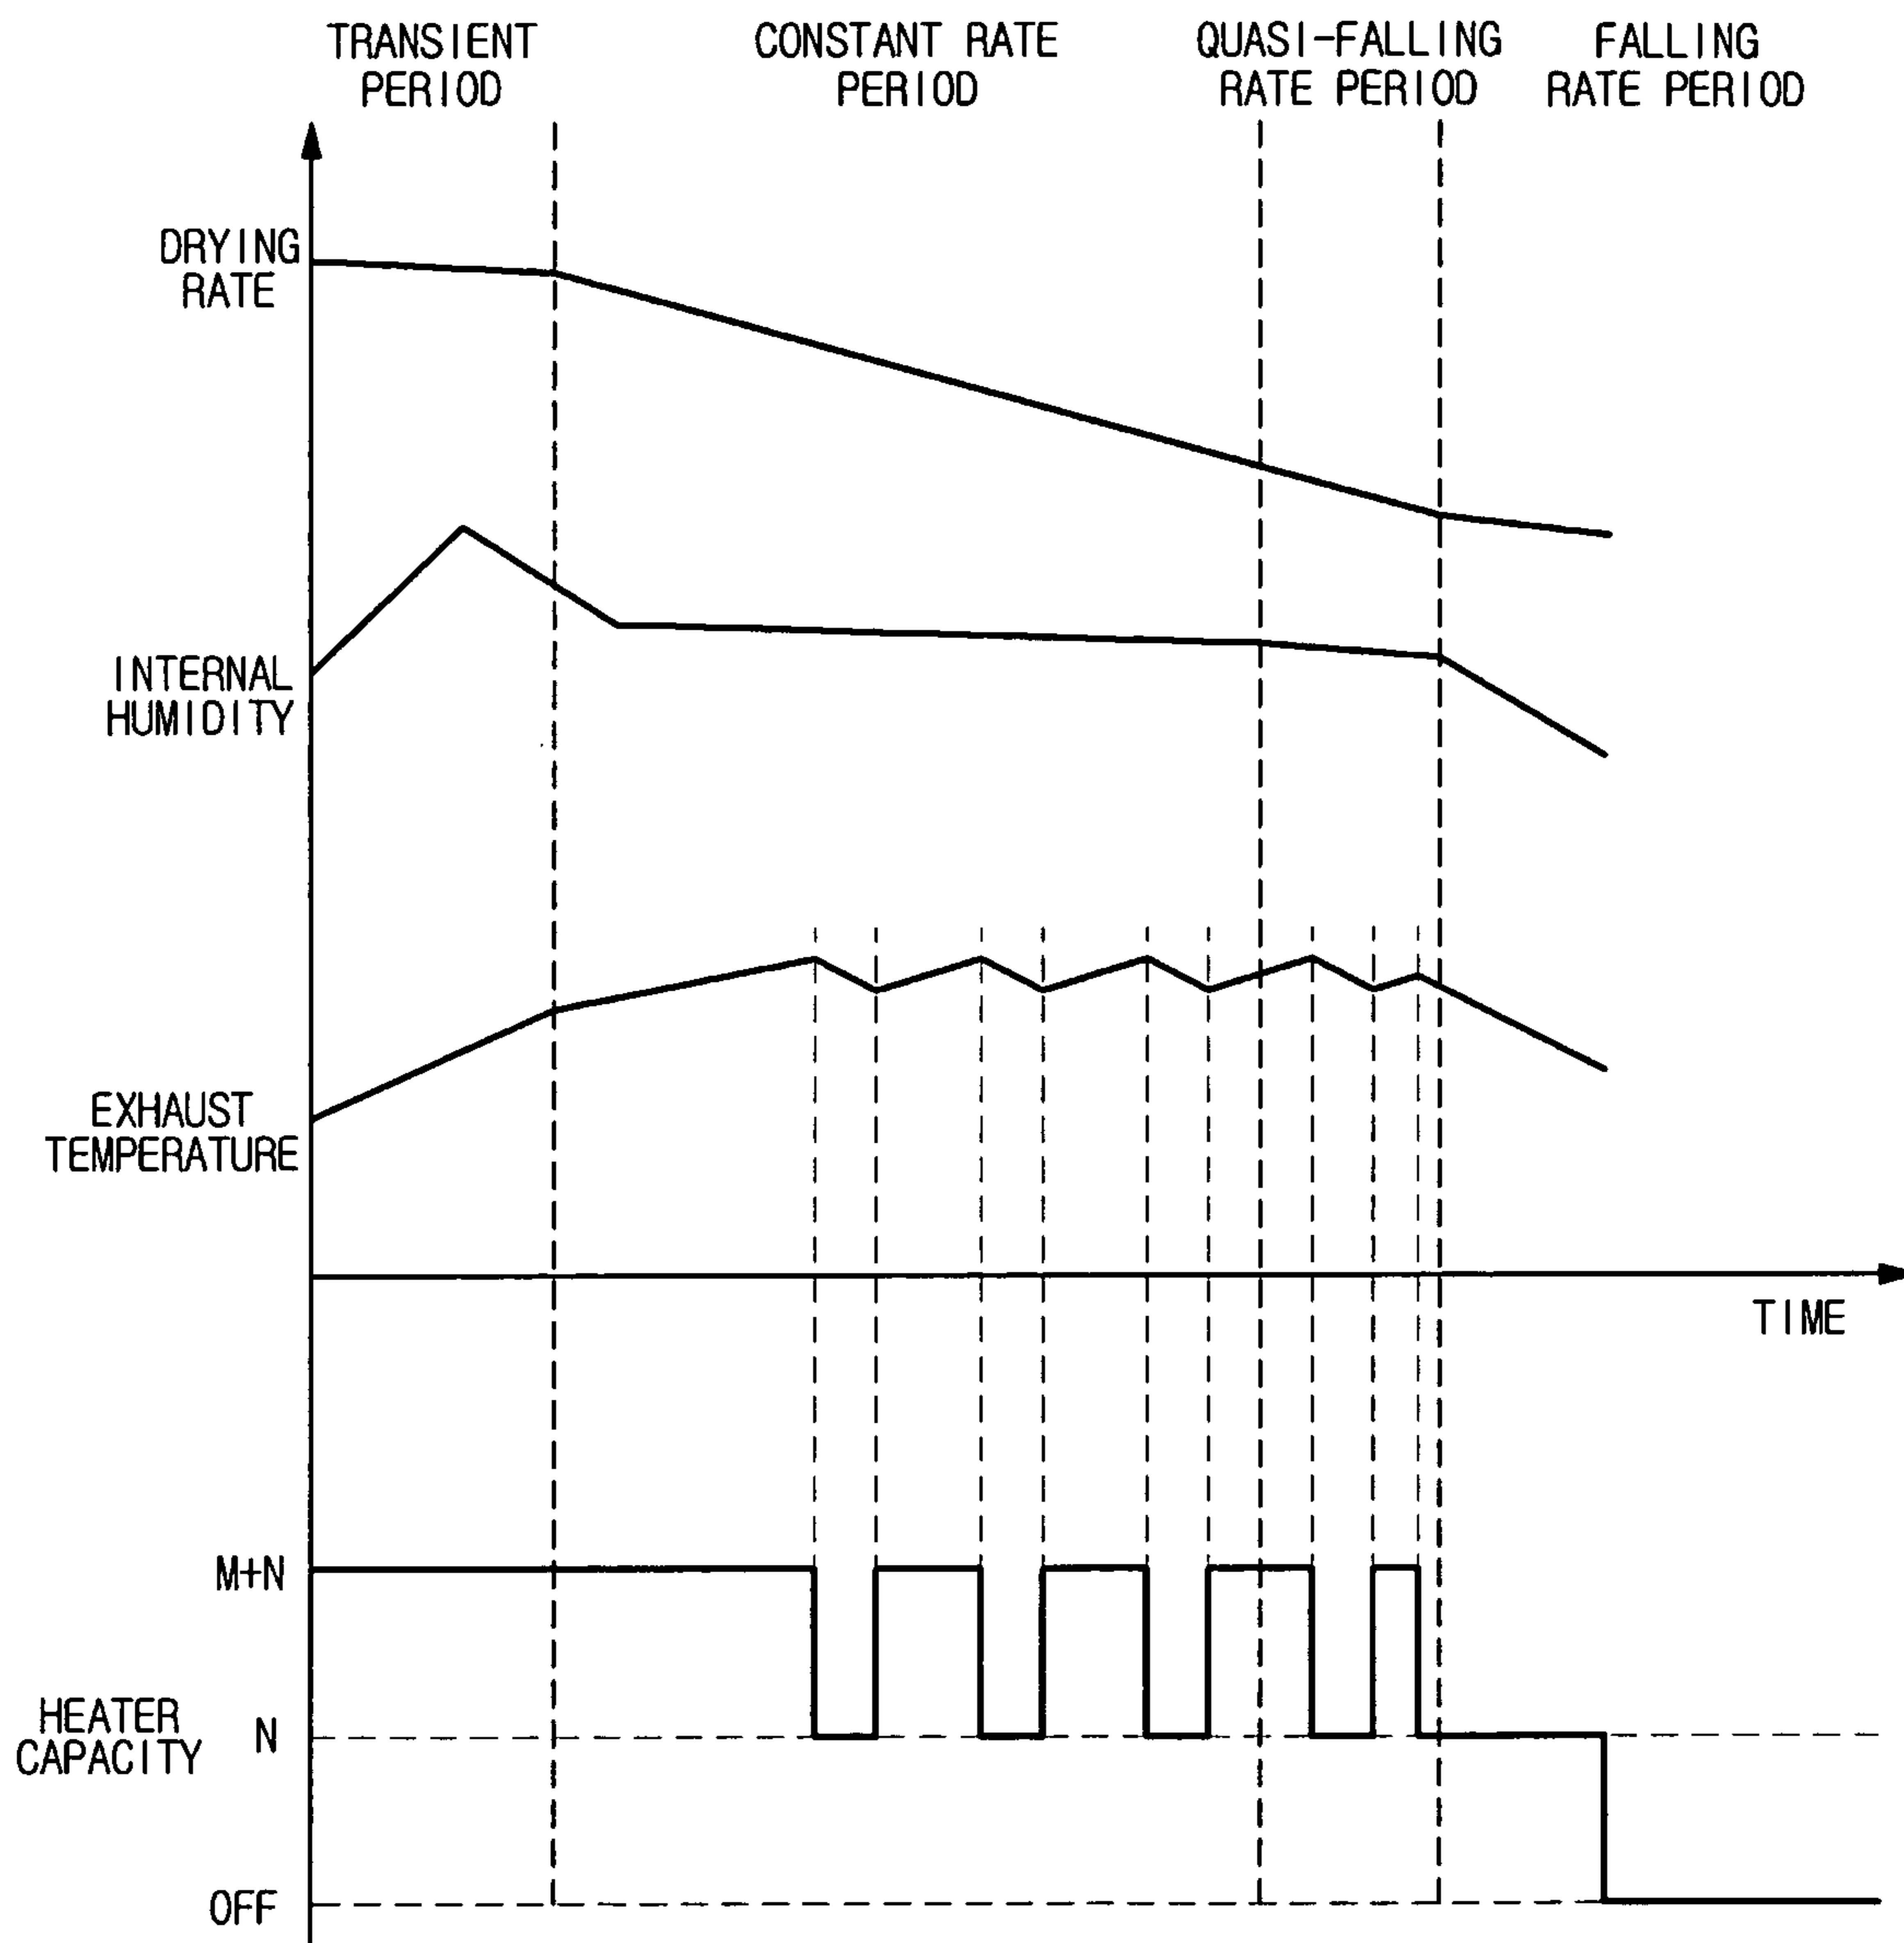 TRANSIENT
PERIOD
CONSTANT RATE
PERIOD
QUASI-FALLING
RATE PERIOD
FALLING
RATE PERIOD
DRYING
RATE
INTERNAL
HUMIDITY
EXHAUST
TEMPERATURE
TIME
M+N
HEATER
CAPACITY
N
OFF